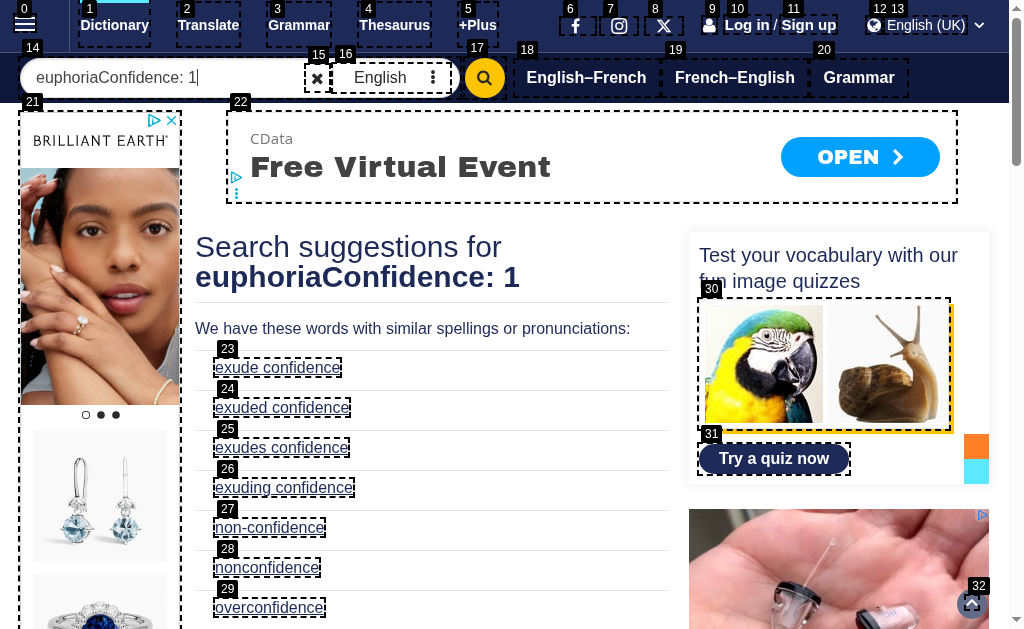 0 1 2 3 4 5 6 7 8 9 10 11 12 13
Dictionary Translate Grammar Thesaurus +Plus Log in / Sign up English (UK)
14 15 16 17 18 19 20
euphoriaConfidence: 1 English English–French French–English Grammar
21 22
BRILLIANT EARTH
CData
Free Virtual Event
OPEN
Search suggestions for
euphoriaConfidence: 1
We have these words with similar spellings or pronunciations:
23
exude confidence
24
exuded confidence
25
exudes confidence
26
exuding confidence
27
non-confidence
28
nonconfidence
29
overconfidence
Test your vocabulary with our
fun image quizzes
30
31
Try a quiz now
32